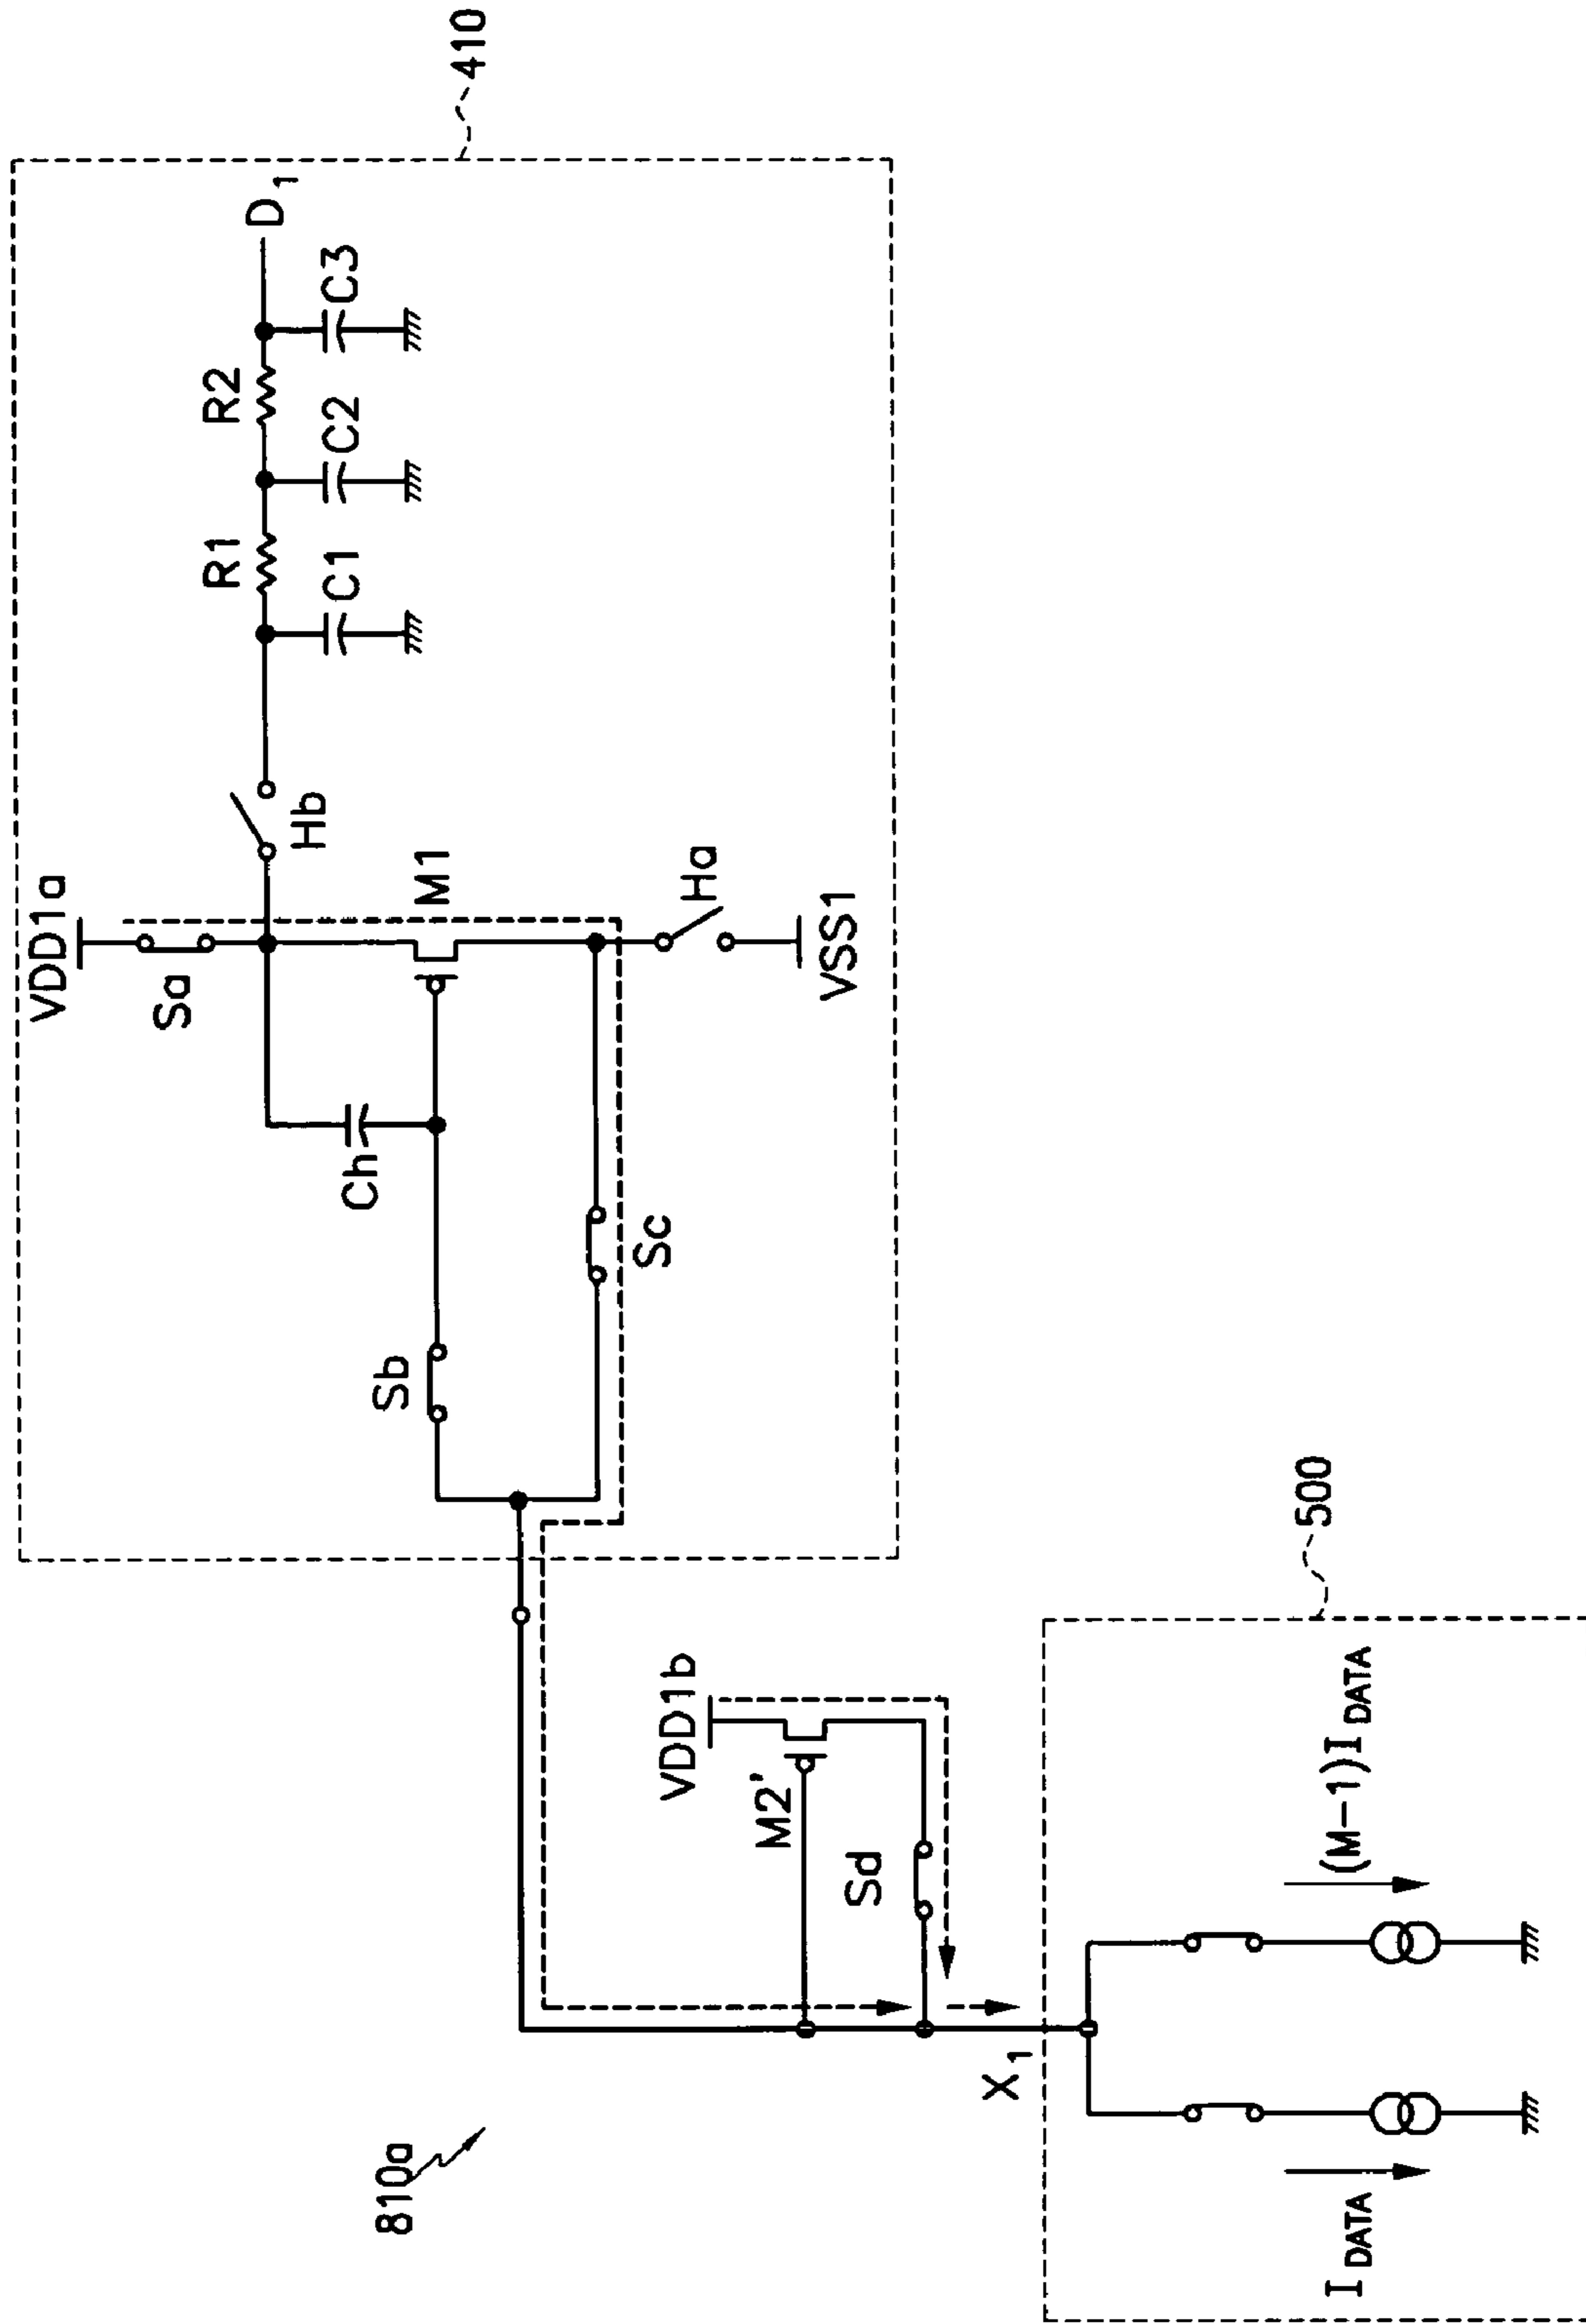 810a
X1
IDATA
(M-1)IDATA
500
M2'
VDD1b
Sd
Sb
Sc
Ch
VDD1a
Sa
M1
Hb
Ha
VSS1
R1
R2
C1
C2
C3
D1
410